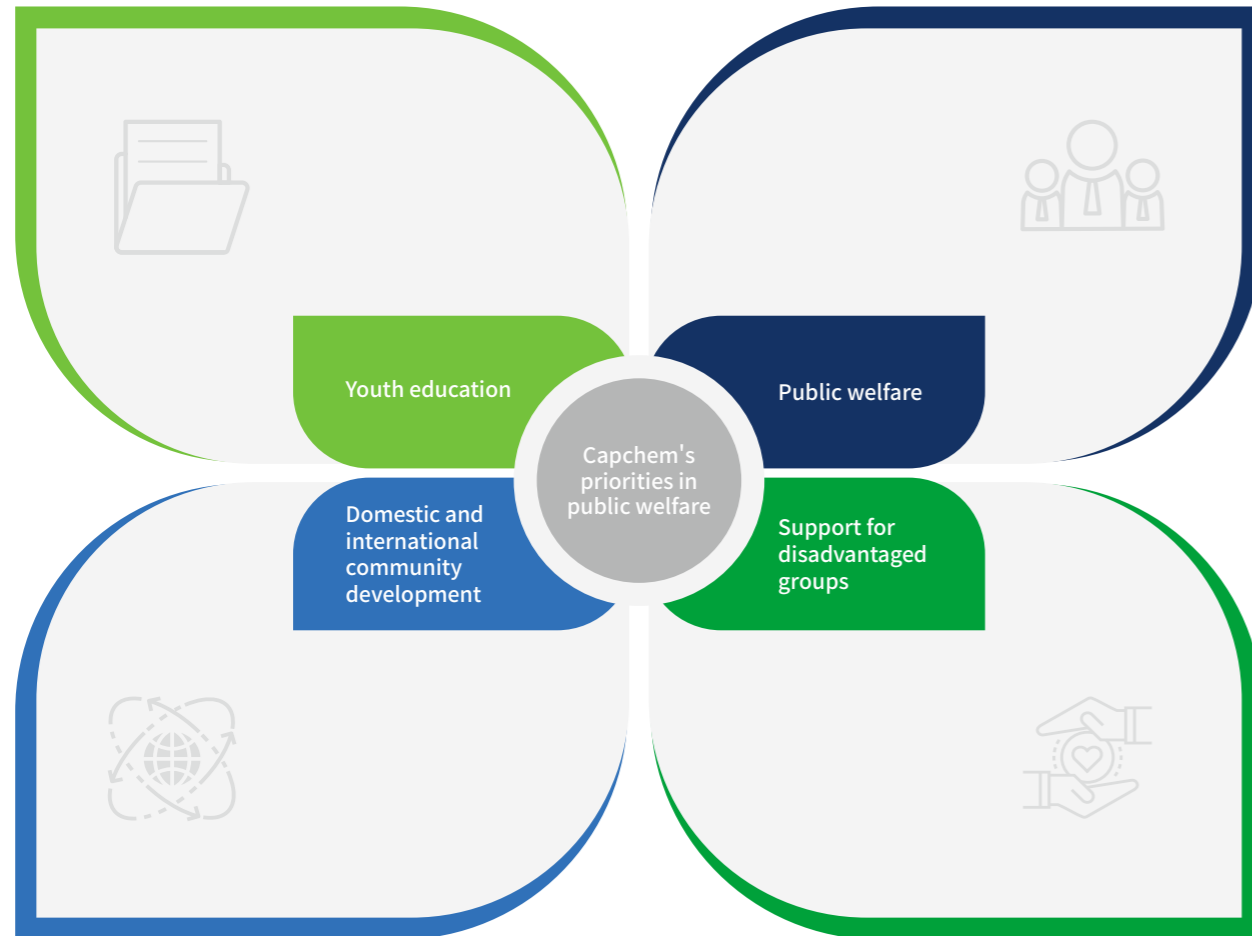 Youth education
Public welfare
Capchem's
priorities in
public welfare
Domestic and
international
community
development
Support for
disadvantaged
groups